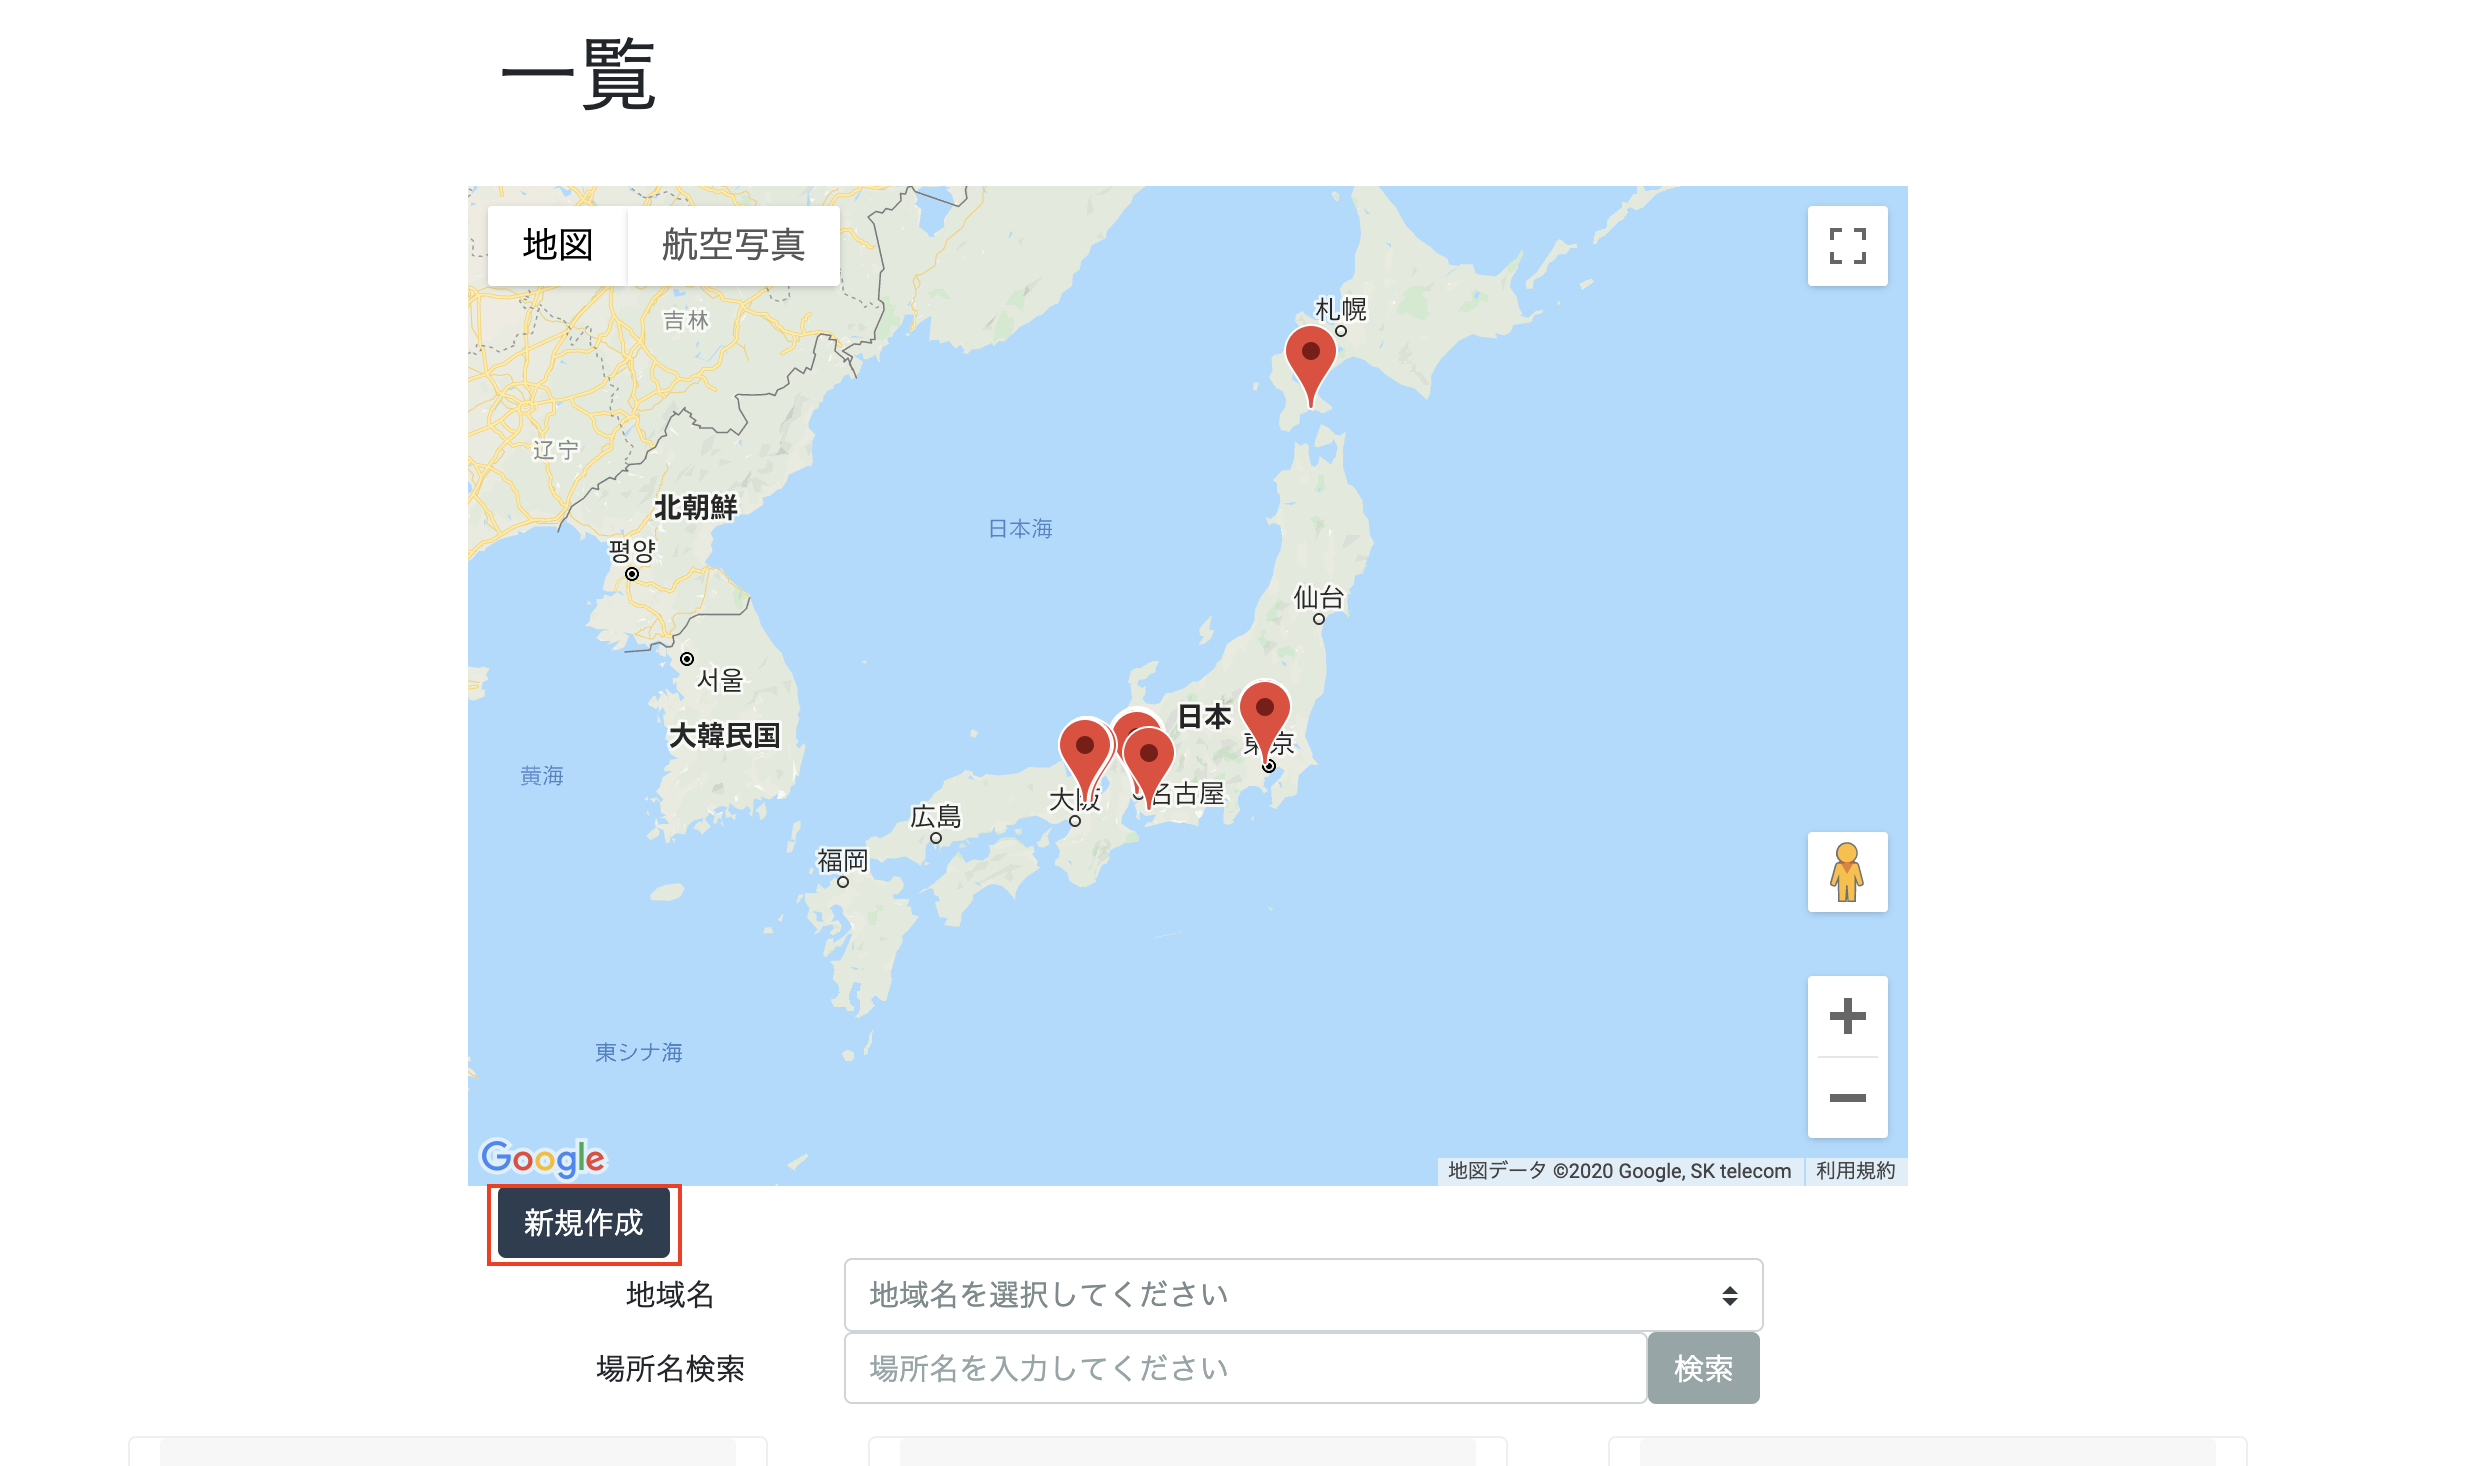 一覧
地図 航空写真
札幌
吉林
辽宁
北朝鮮
日本海
평양
仙台
서울
日本
大韓民国
東京
黄海
大阪
名古屋
広島
福岡
東シナ海
Google
地図データ ©2020 Google, SK telecom 利用規約
新規作成
地域名 地域名を選択してください
場所名検索 場所名を入力してください 検索